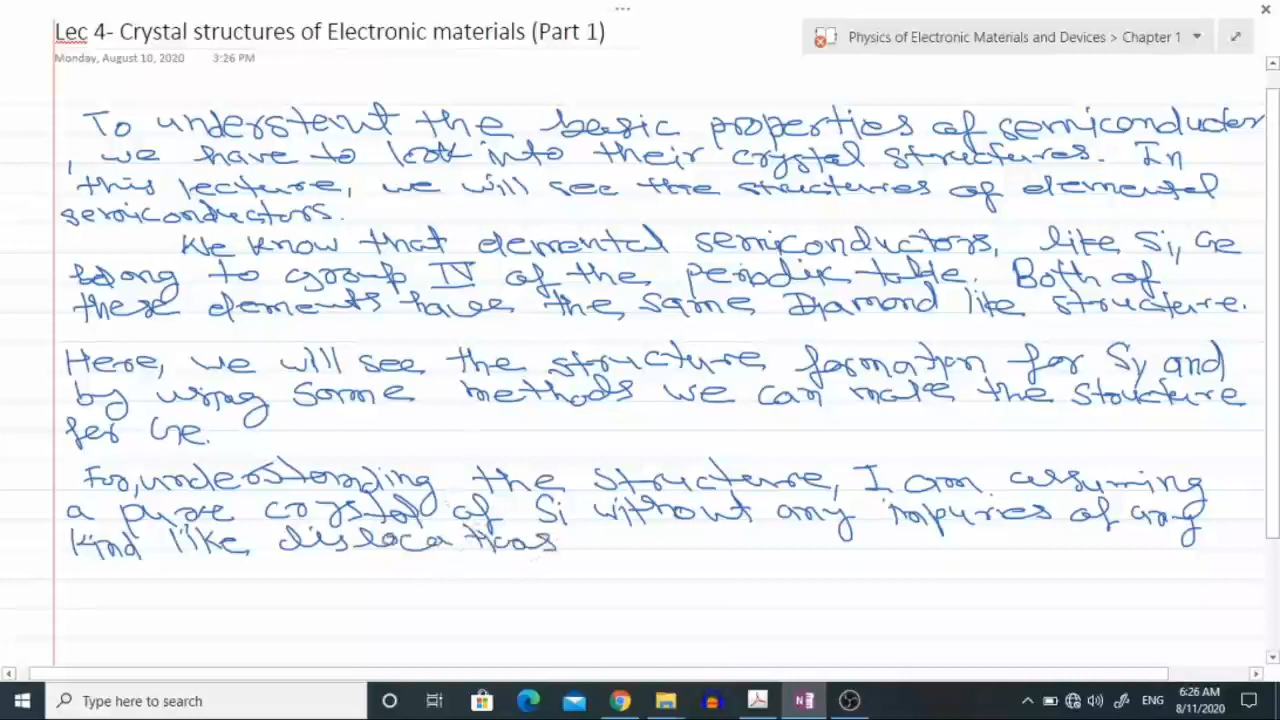 Lec 4- Crystal structures of Electronic materials (Part 1)
Physics of Electronic Materials and Devices > Chapter 1
Monday, August 10, 2020 3:26 PM
To understant the basic properties of semiconductor
, we have to look into their crystal structures. In
this lecture, we will see the structures of elemental
semiconductors.
We know that elemental semiconductors, like Si, Ge
belong to group IV of the periodic table. Both of
these elements have the same Diamond like structure.
Here, we will see the structure formation for Si, and
by using some methods we can make the structure
for Ge.
For, understanding the structure, I am assuming
a pure crystal of Si without any impuries of any
kind like dislocations
Type here to search
ENG
6:26 AM
8/11/2020